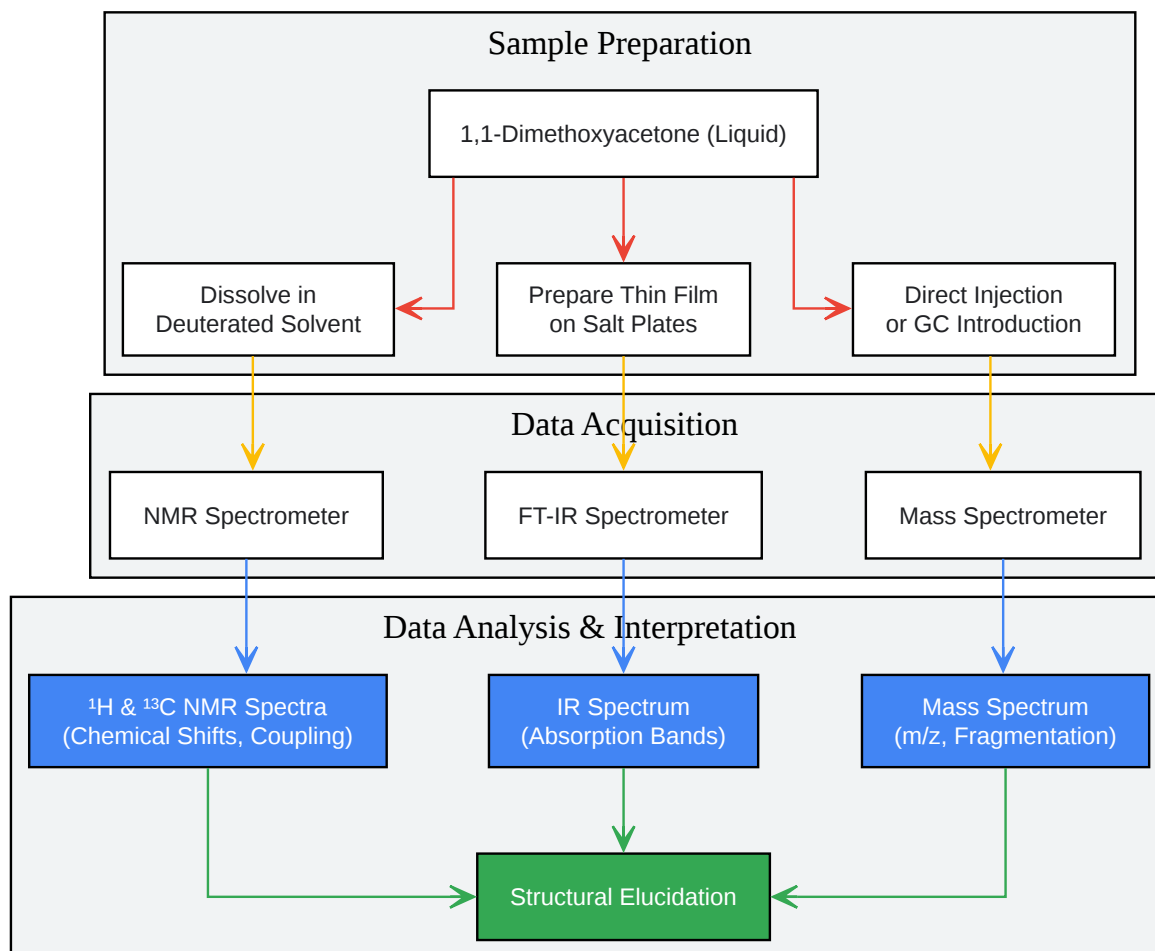 Sample Preparation
1,1-Dimethoxyacetone (Liquid)
Dissolve in
Deuterated Solvent
Prepare Thin Film
on Salt Plates
Direct Injection
or GC Introduction
Data Acquisition
NMR Spectrometer
FT-IR Spectrometer
Mass Spectrometer
Data Analysis & Interpretation
¹H & ¹³C NMR Spectra
(Chemical Shifts, Coupling)
IR Spectrum
(Absorption Bands)
Mass Spectrum
(m/z, Fragmentation)
Structural Elucidation